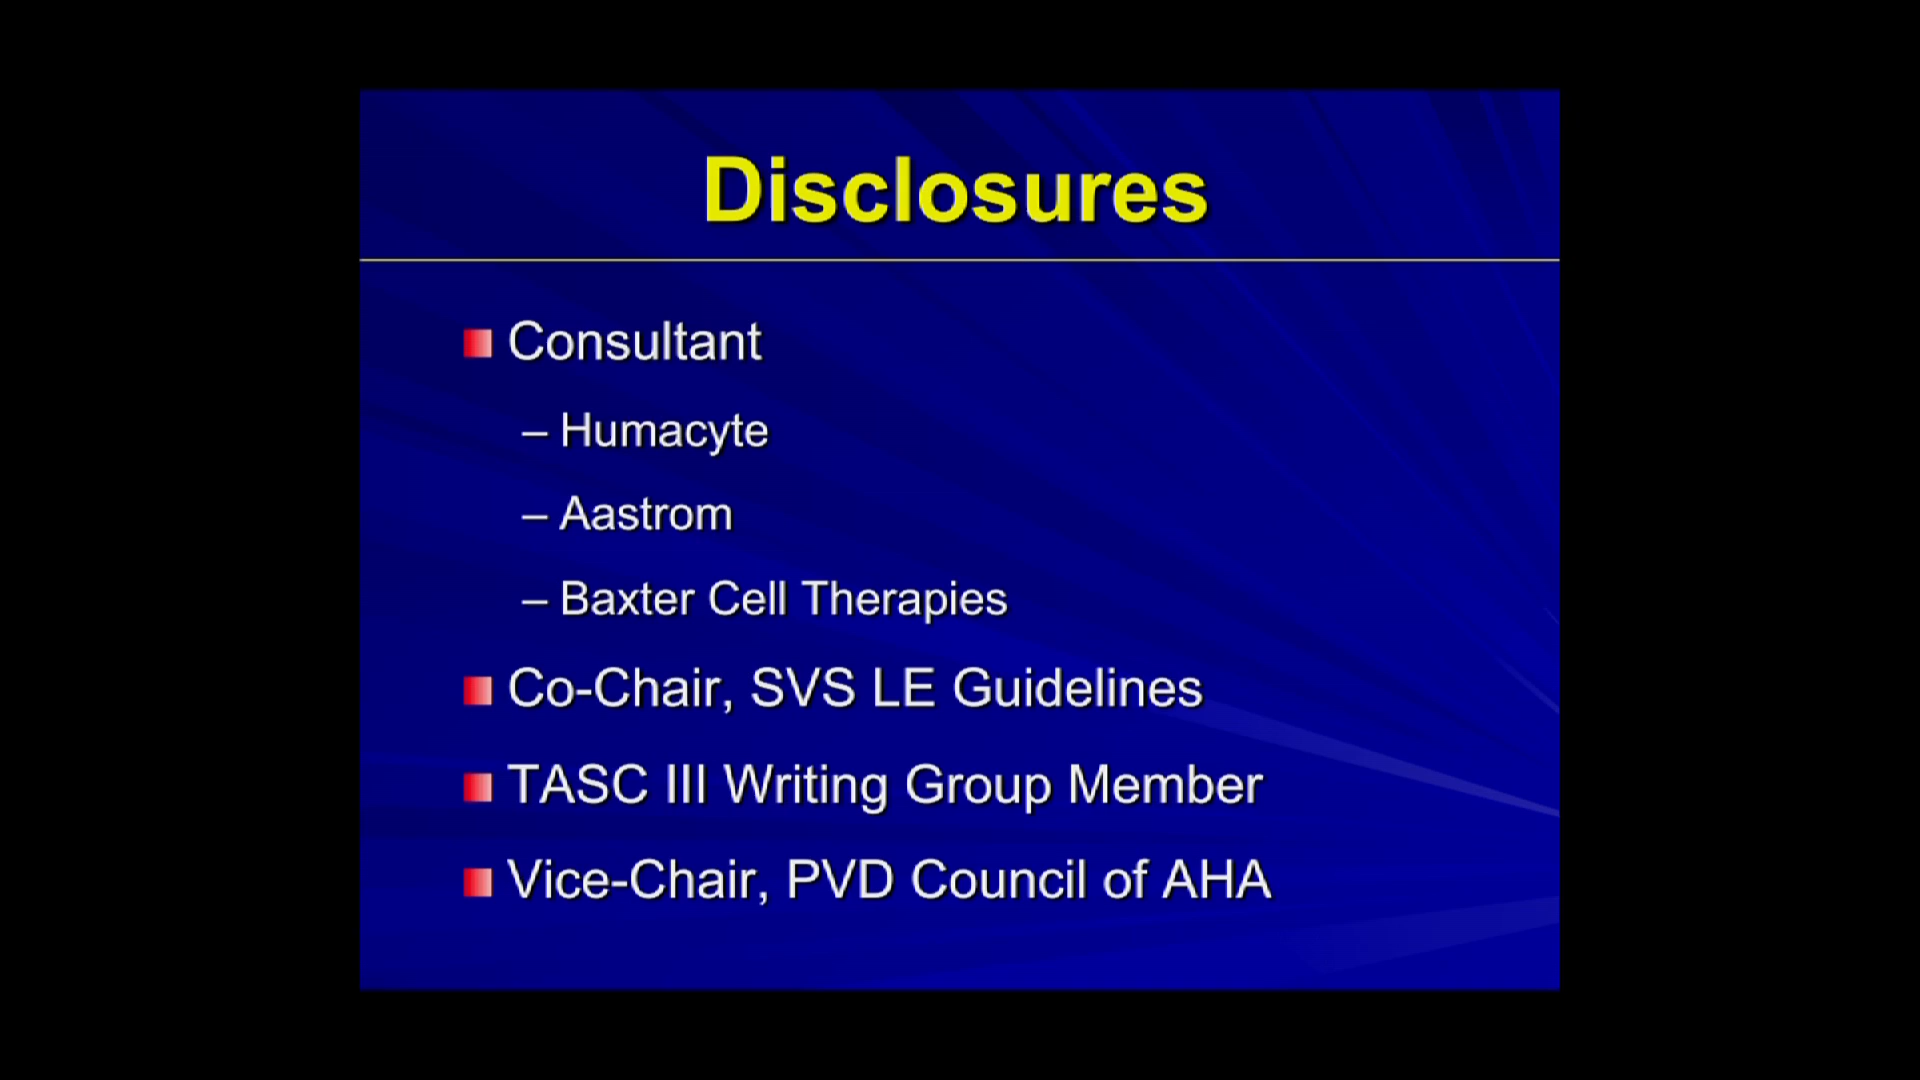 Disclosures
Consultant
– Humacyte
– Aastrom
– Baxter Cell Therapies
Co-Chair, SVS LE Guidelines
TASC III Writing Group Member
Vice-Chair, PVD Council of AHA